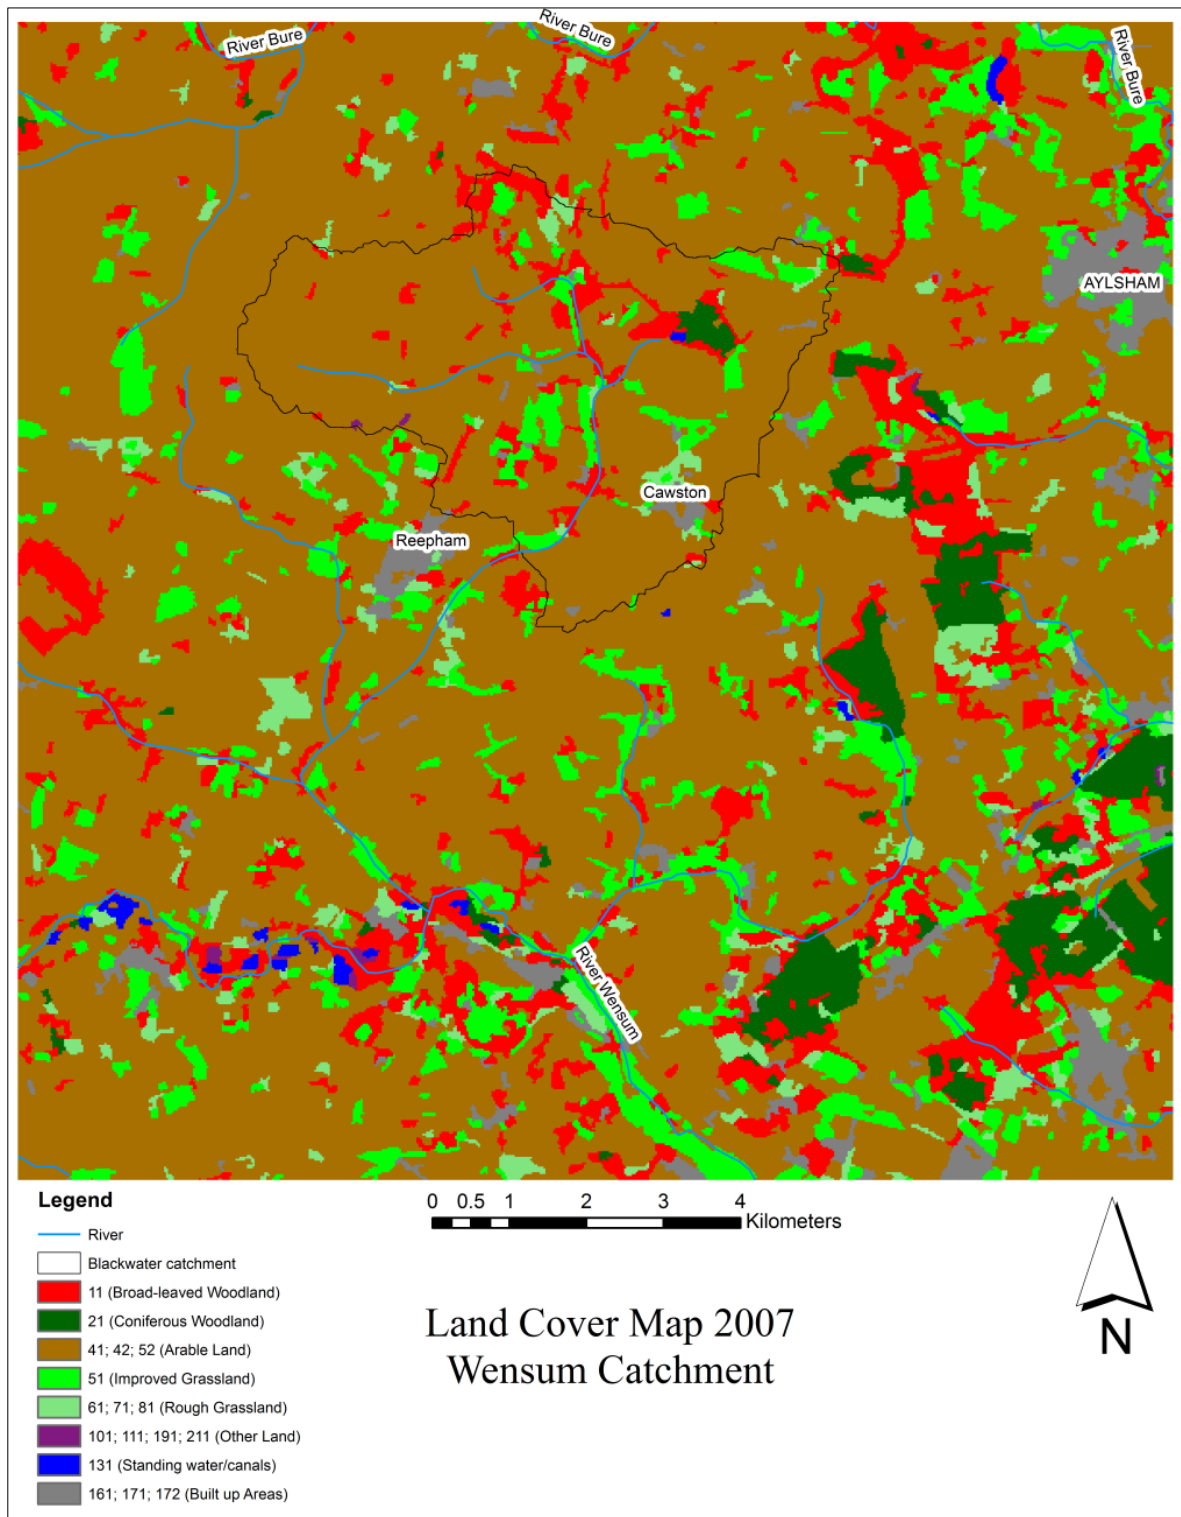 River Bure
River Bure
River Bure
AYLSHAM
Cawston
Reepham
River Wensum
Legend
River
Blackwater catchment
11 (Broad-leaved Woodland)
21 (Coniferous Woodland)
41; 42; 52 (Arable Land)
51 (Improved Grassland)
61; 71; 81 (Rough Grassland)
101; 111; 191; 211 (Other Land)
131 (Standing water/canals)
161; 171; 172 (Built up Areas)
0 0.5 1 2 3 4
Kilometers
Land Cover Map 2007
Wensum Catchment
N